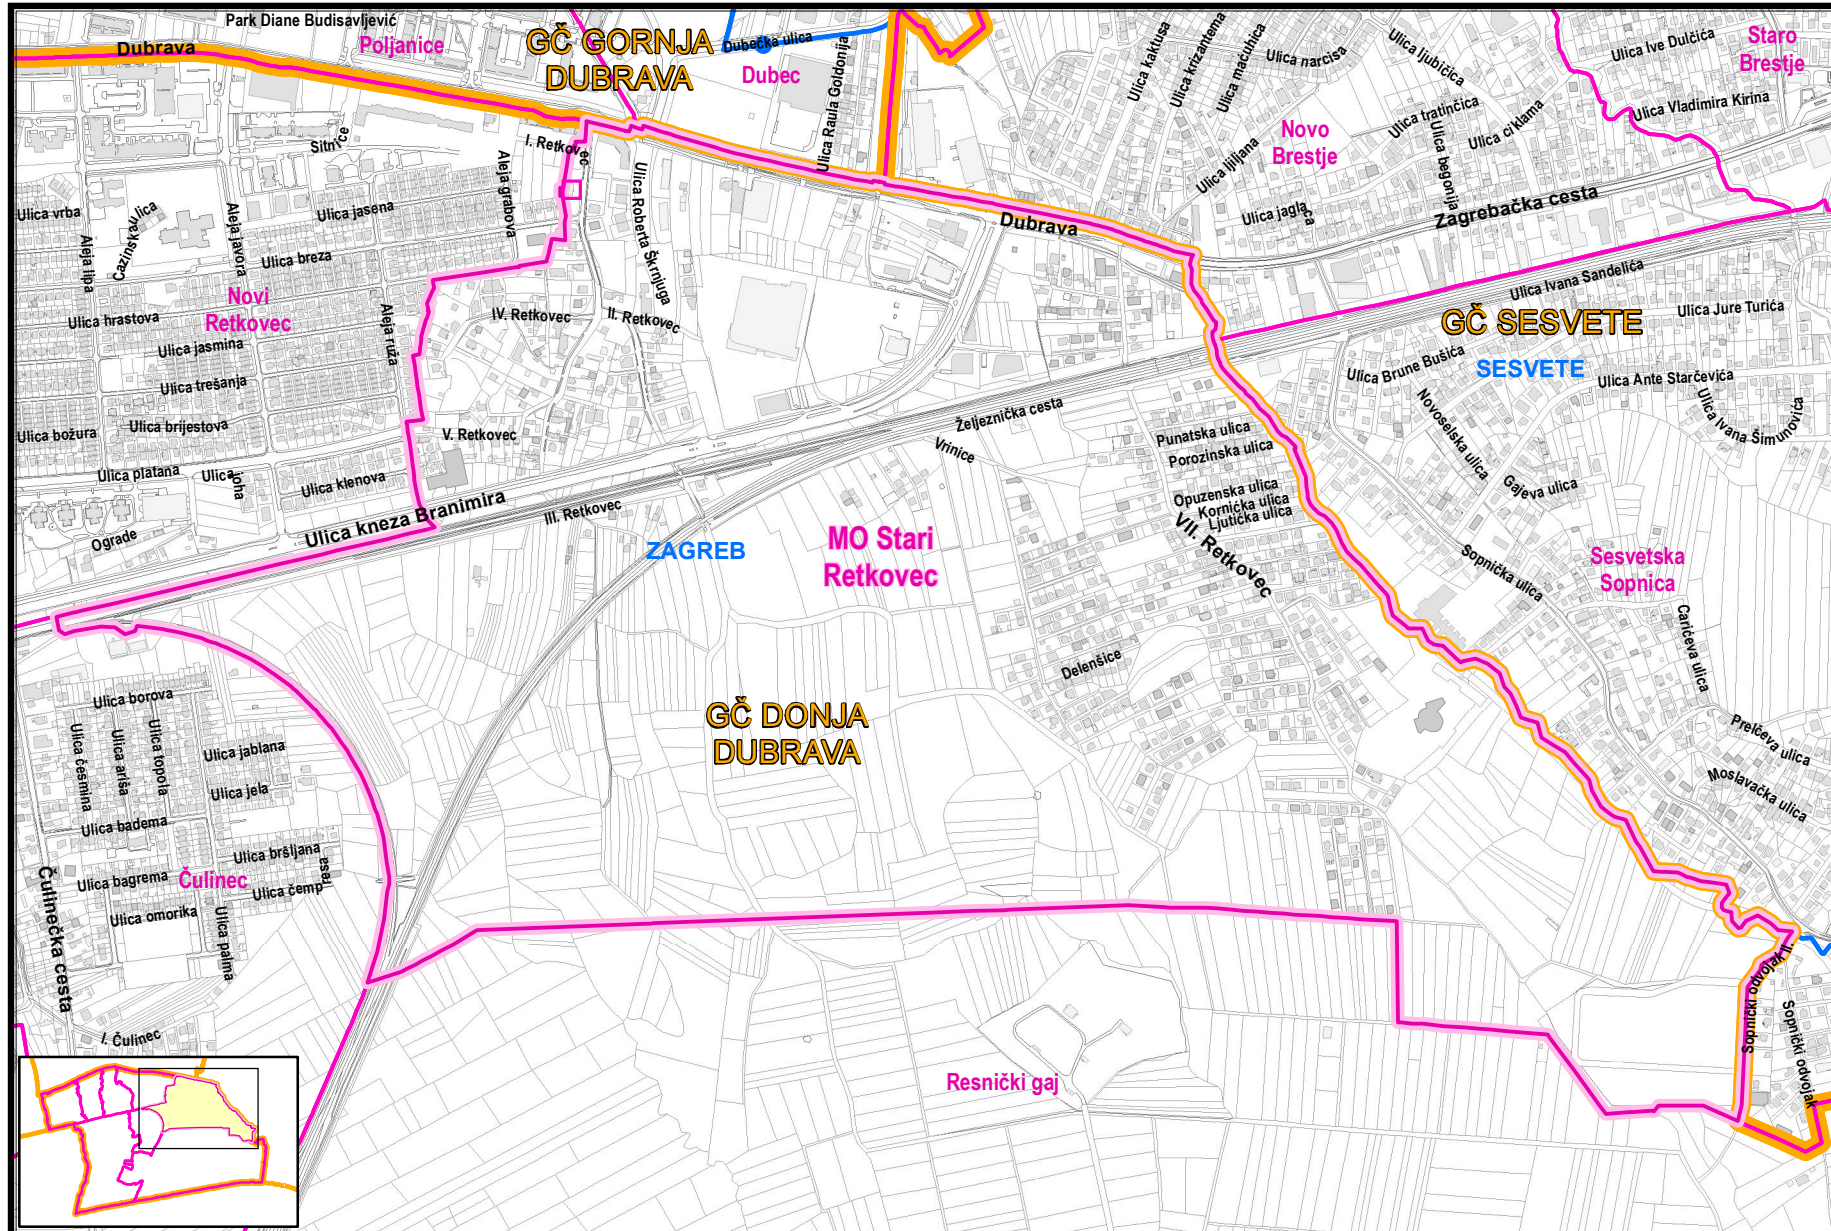 Park Diane Budisavljević
Dubrava
Poljanice
GČ GORNJA
DUBRAVA
Dubečka ulica
Dubec
Ulica Raula Goldonija
Ulica kaktusa
Ulica krizantema
Ulica maćuhica
Ulica narcisa
Ulica ljubičica
Ulica Ive Dulčića
Staro
Brestje
Ulica Vladimira Kirina
Ulica tratinčica
Ulica ciklama
Ulica begonija
Novo
Brestje
Ulica ljiljana
Ulica jaglaca
Zagrebačka cesta
Sitnice
I. Retkovec
Aleja grabova
Ulica Roberta Škrnjuga
Ulica vrba
Cazinska Ulica
Aleja lipa
Aleja javora
Ulica jasena
Ulica breza
Dubrava
Ulica Ivana Sandelića
Novi
Retkovec
Ulica hrastova
Ulica jasmina
Aleja ruža
IV. Retkovec
II. Retkovec
GČ SESVETE
SESVETE
Ulica Jure Turića
Ulica Brune Bušića
Ulica Ante Starčevića
Ulica Ivana Šimunovića
Ulica trešanja
Ulica božura
Ulica brijestova
V. Retkovec
Željeznička cesta
Vrinice
Punatska ulica
Porozinska ulica
Novoselska ulica
Gajeva ulica
Ulica platana
Ulica joha
Ulica klenova
Opuzenska ulica
Kornička ulica
Ljutička ulica
VII. Retkovec
Ograde
Ulica kneza Branimira
III. Retkovec
ZAGREB
MO Stari
Retkovec
Sopnička ulica
Sesvetska
Sopnica
Carićeva ulica
Delenšice
Ulica borova
Ulica česmina
Ulica ariša
Ulica topola
Ulica jablana
Ulica jela
GČ DONJA
DUBRAVA
Prelčeva ulica
Moslavačka ulica
Ulica badema
Ulica bršljana
Ulica bagrema
Čulinec
Ulica čempresa
Ulica omorika
Ulica palma
Čulinečka cesta
I. Čulinec
Resnički gaj
Sopnički odvojak II.
Sopnički odvojak